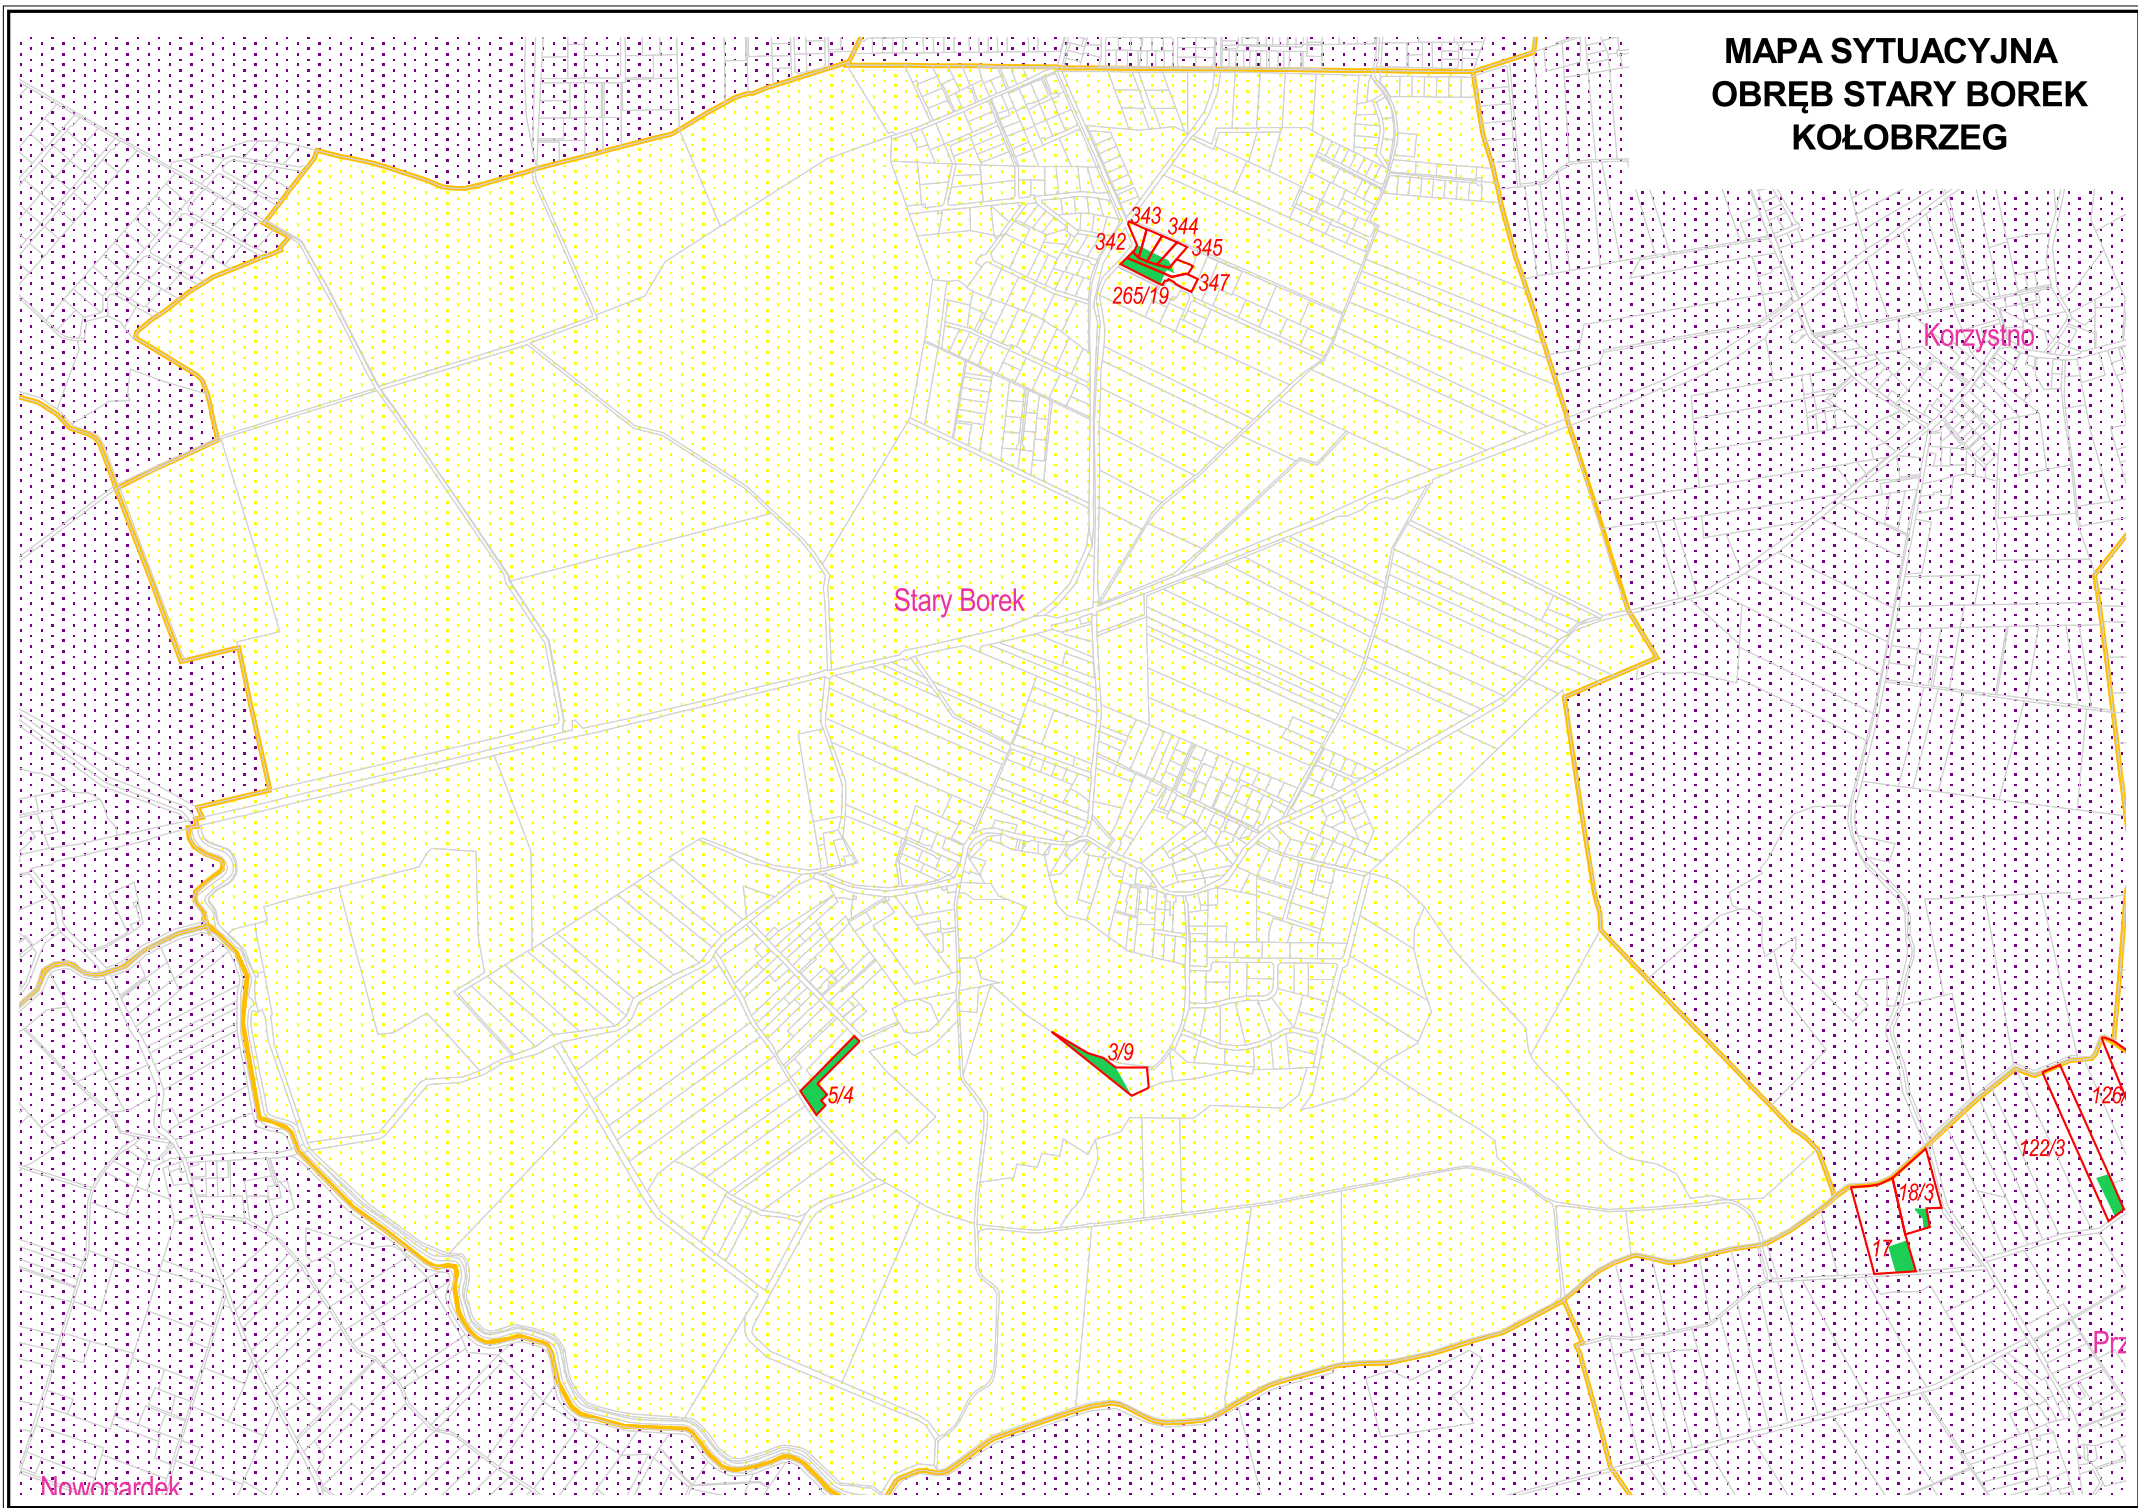 MAPA SYTUACYJNA
OBRĘB STARY BOREK
KOŁOBRZEG
343
344
342
345
347
265/19
Korzystno
Stary Borek
3/9
5/4
126/
122/3
18/3
17
Prz
Nowogardek